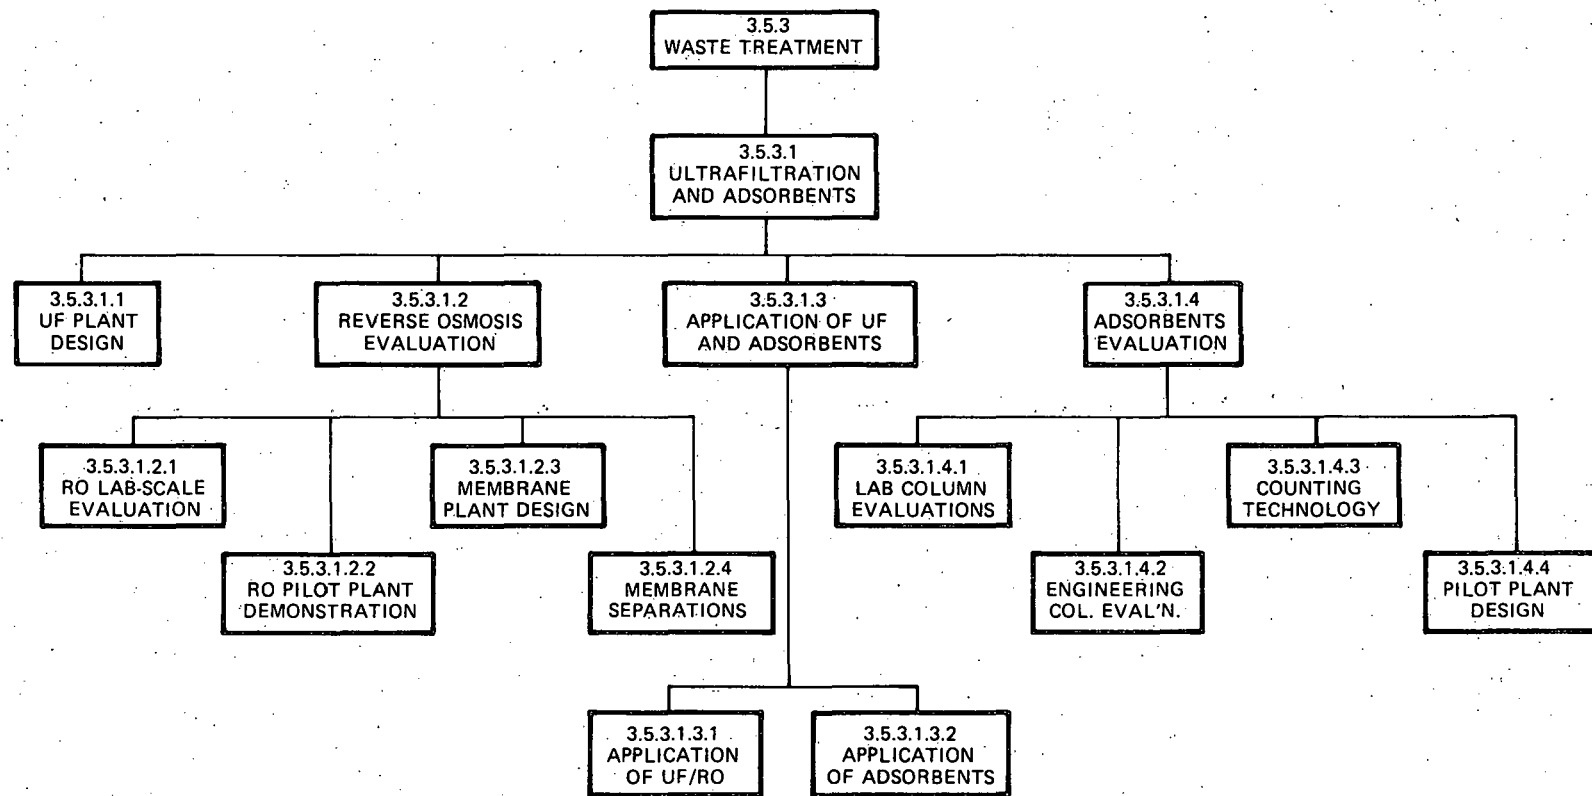 3.5.3
WASTE TREATMENT
3.5.3.1
ULTRAFILTRATION
AND ADSORBENTS
3.5.3.1.1
UF PLANT
DESIGN
3.5.3.1.2
REVERSE OSMOSIS
EVALUATION
3.5.3.1.3
APPLICATION OF UF
AND ADSORBENTS
3.5.3.1.4
ADSORBENTS
EVALUATION
3.5.3.1.2.1
RO LAB-SCALE
EVALUATION
3.5.3.1.2.3
MEMBRANE
PLANT DESIGN
3.5.3.1.4.1
LAB COLUMN
EVALUATIONS
3.5.3.1.4.3
COUNTING
TECHNOLOGY
3.5.3.1.2.2
RO PILOT PLANT
DEMONSTRATION
3.5.3.1.2.4
MEMBRANE
SEPARATIONS
3.5.3.1.4.2
ENGINEERING
COL. EVAL'N.
3.5.3.1.4.4
PILOT PLANT
DESIGN
3.5.3.1.3.1
APPLICATION
OF UF/RO
3.5.3.1.3.2
APPLICATION
OF ADSORBENTS